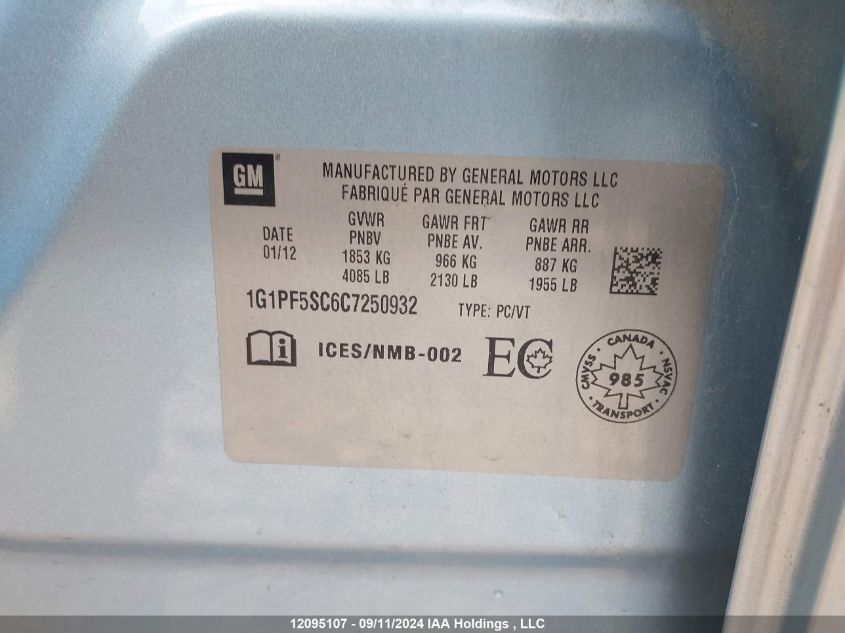 GM
MANUFACTURED BY GENERAL MOTORS LLC
FABRIQUÉ PAR GENERAL MOTORS LLC
DATE
01/12
GVWR
PNBV
1853 KG
4085 LB
GAWR FRT
PNBE AV.
966 KG
2130 LB
GAWR RR
PNBE ARR.
887 KG
1955 LB
1G1PF5SC6C7250932 TYPE: PC/VT
i ICES/NMB-002 EC
CANADA
CMVSS 985 NSVAC
TRANSPORT
12095107 - 09/11/2024 IAA Holdings , LLC